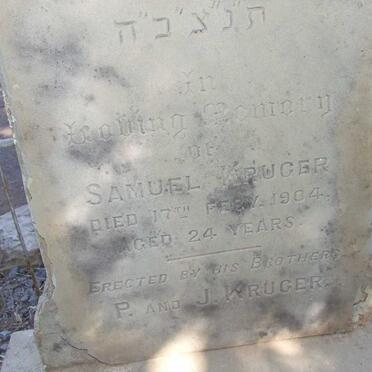 ת"נ"צ"ב"ה
In
Loving Memory
of
SAMUEL KRUGER
DIED 17TH FEBY. 1904.
AGED 24 YEARS.
ERECTED BY HIS BROTHERS
P. AND J. KRUGER.